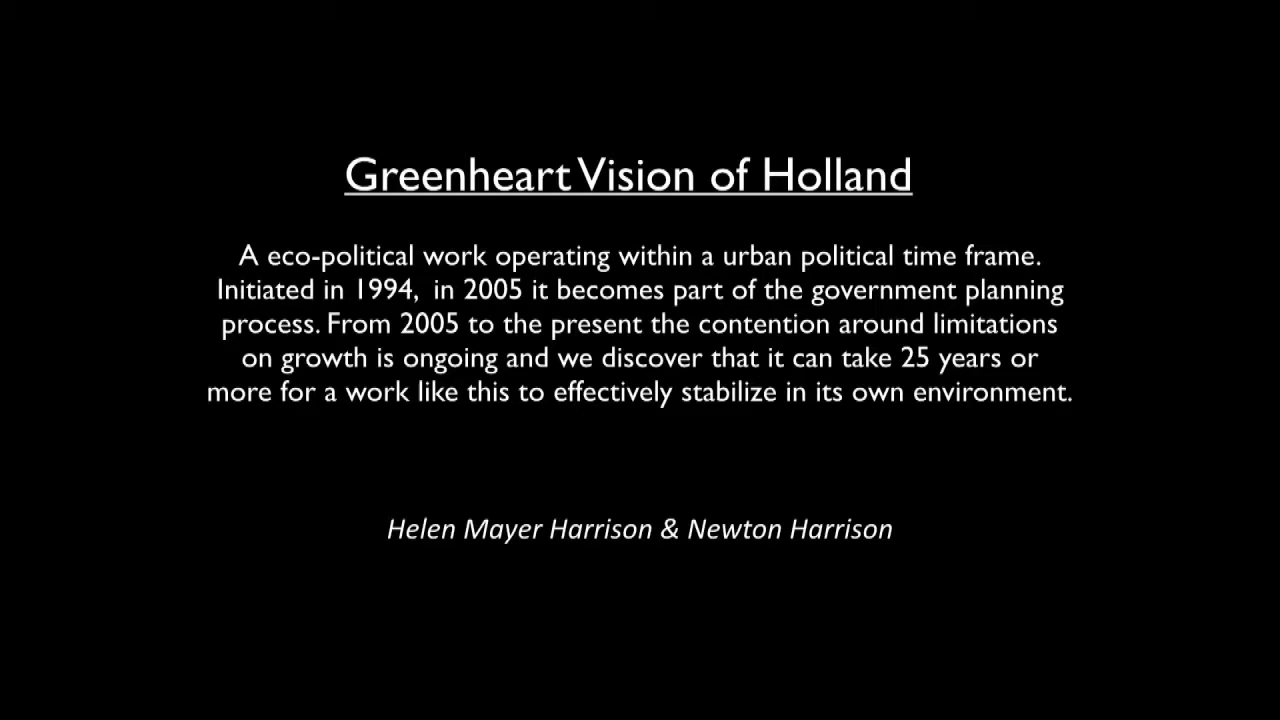 Greenheart Vision of Holland
A eco-political work operating within a urban political time frame.
Initiated in 1994,  in 2005 it becomes part of the government planning
process. From 2005 to the present the contention around limitations
on growth is ongoing and we discover that it can take 25 years or
more for a work like this to effectively stabilize in its own environment.
Helen Mayer Harrison & Newton Harrison